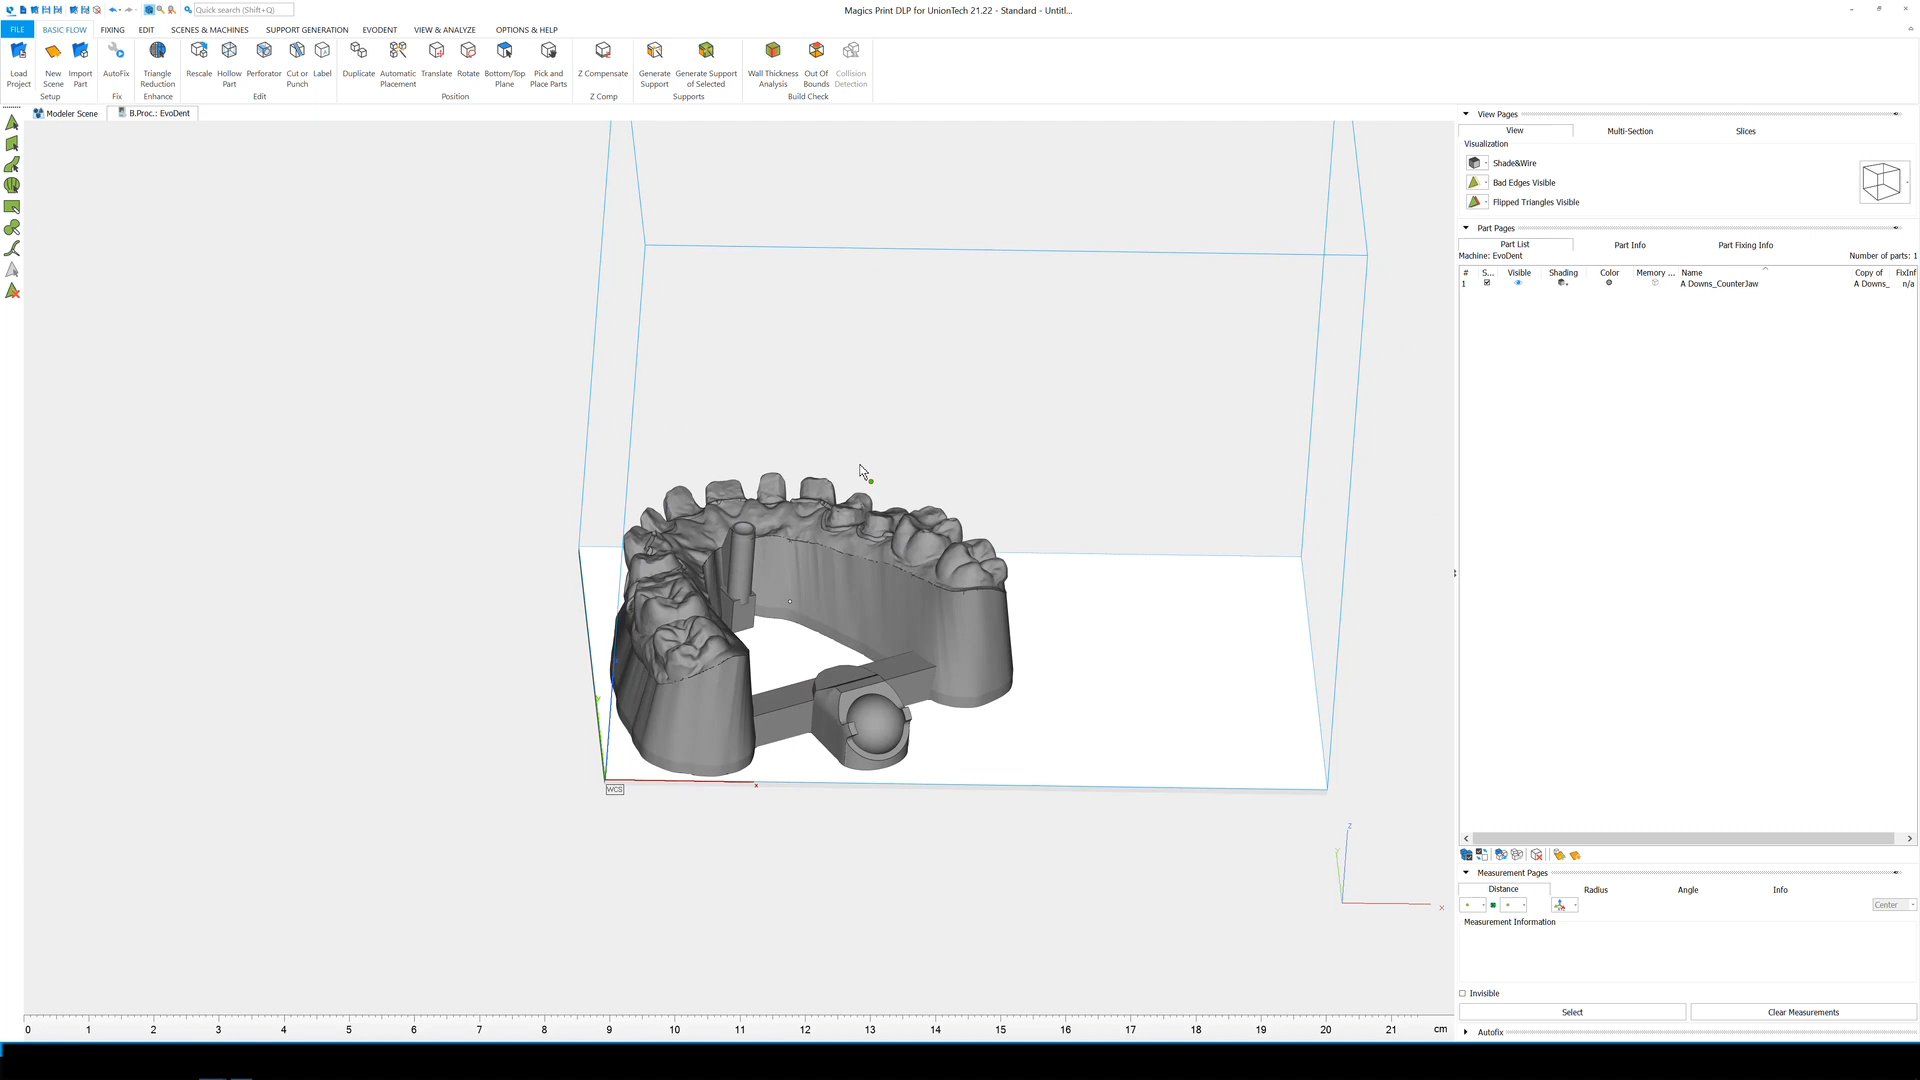 Quick search (Shift+Q)
Magics Print DLP for UnionTech 21.22 - Standard - Untitl...
FILE BASIC FLOW FIXING EDIT SCENES & MACHINES SUPPORT GENERATION EVODENT VIEW & ANALYZE OPTIONS & HELP
Load Project
New Scene
Import Part
AutoFix
Triangle Reduction
Rescale
Hollow Part
Perforator
Cut or Punch
Label
Duplicate
Automatic Placement
Translate
Rotate
Bottom/Top Plane
Pick and Place Parts
Z Compensate
Generate Support
Generate Support of Selected
Wall Thickness Analysis
Out Of Bounds
Collision Detection
Setup Fix Enhance Edit Position Z Comp Supports Build Check
Modeler Scene B.Proc.: EvoDent
View Pages
View Multi-Section Slices
Visualization
Shade&Wire
Bad Edges Visible
Flipped Triangles Visible
Part Pages
Part List Part Info Part Fixing Info
Machine: EvoDent Number of parts: 1
# S... Visible Shading Color Memory ... Name Copy of FixInf
1 A Downs_CounterJaw A Downs_ n/a
WCS
x
z
y
x
Measurement Pages
Distance Radius Angle Info
Center
Measurement Information
Invisible
Select Clear Measurements
Autofix
0 1 2 3 4 5 6 7 8 9 10 11 12 13 14 15 16 17 18 19 20 21 cm